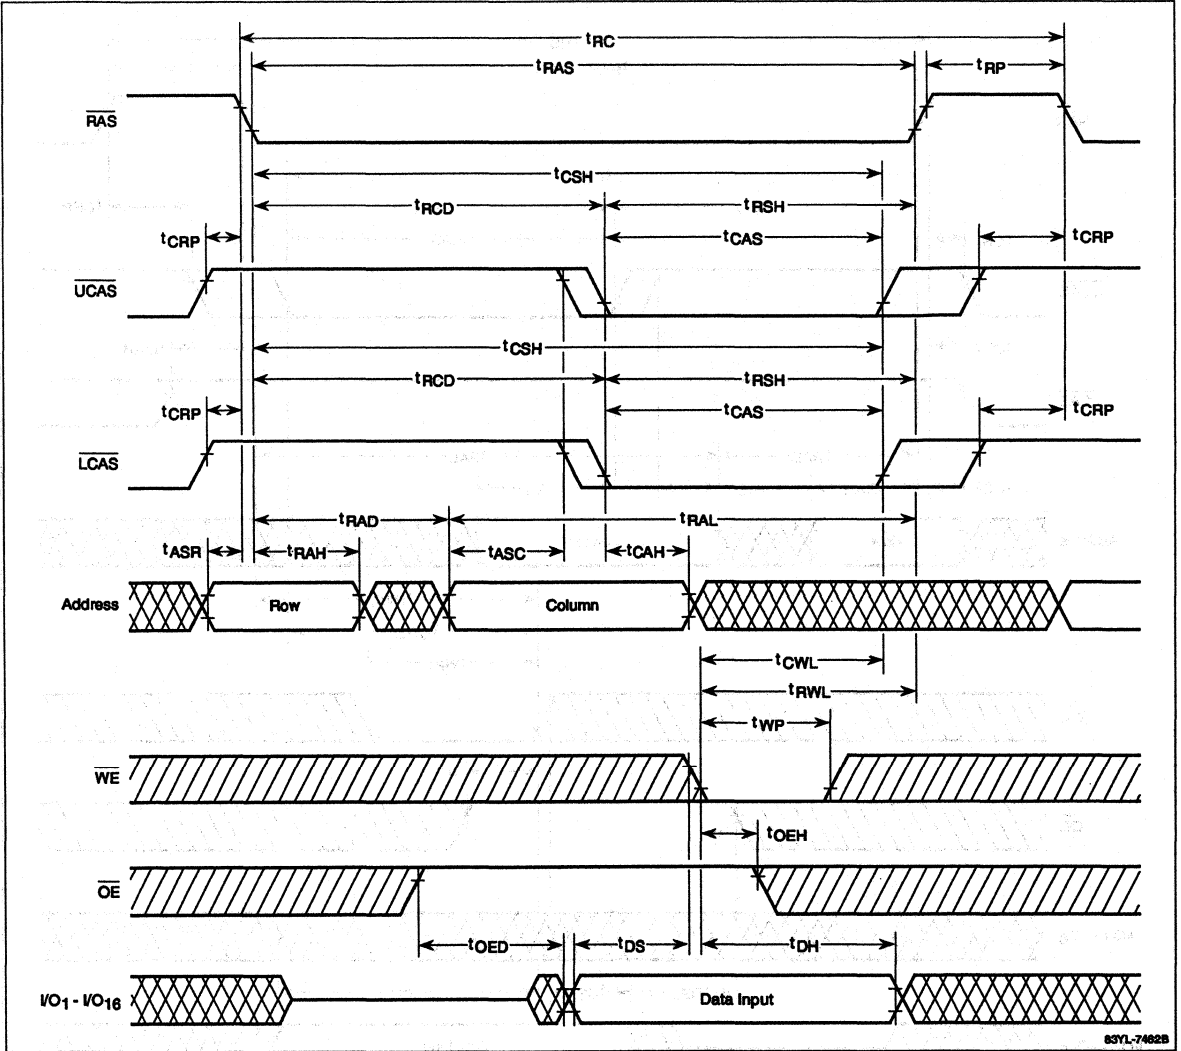 tRC
tRAS
tRP
RAS
tCSH
tRCD
tRSH
tCRP
tCAS
tCRP
UCAS
tCSH
tRCD
tRSH
tCRP
tCAS
tCRP
LCAS
tRAD
tRAL
tASR
tRAH
tASC
tCAH
Address
Row
Column
tCWL
tRWL
tWP
WE
tOEH
OE
tOED
tDS
tDH
I/O1 - I/O16
Data Input
83YL-7462B